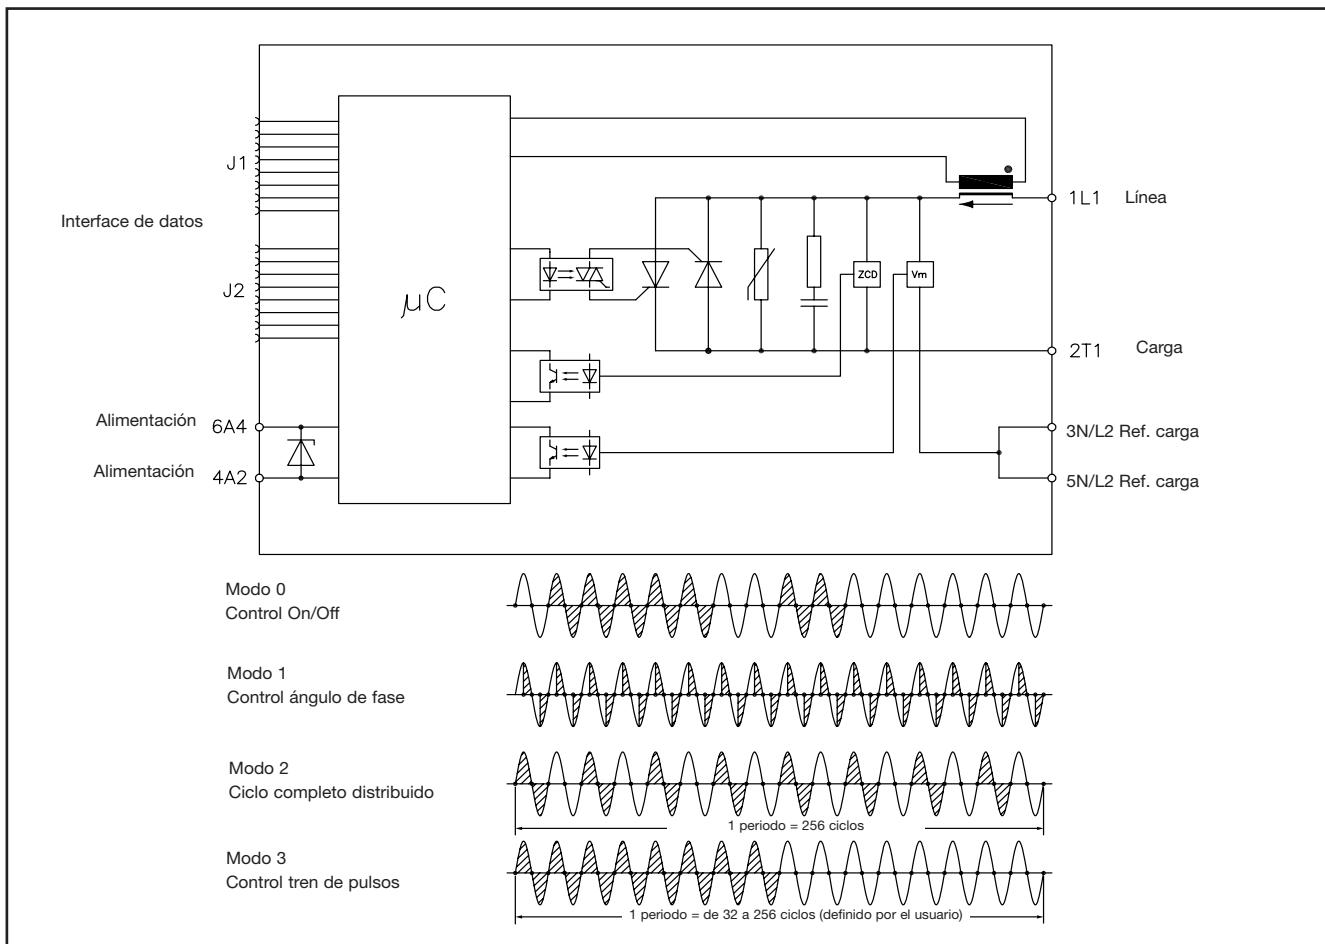 J1
Interface de datos
J2
μC
ZCD
Vm
1L1 Línea
2T1 Carga
Alimentación 6A4
Alimentación 4A2
3N/L2 Ref. carga
5N/L2 Ref. carga
Modo 0
Control On/Off
Modo 1
Control ángulo de fase
Modo 2
Ciclo completo distribuido
1 periodo = 256 ciclos
Modo 3
Control tren de pulsos
1 periodo = de 32 a 256 ciclos (definido por el usuario)